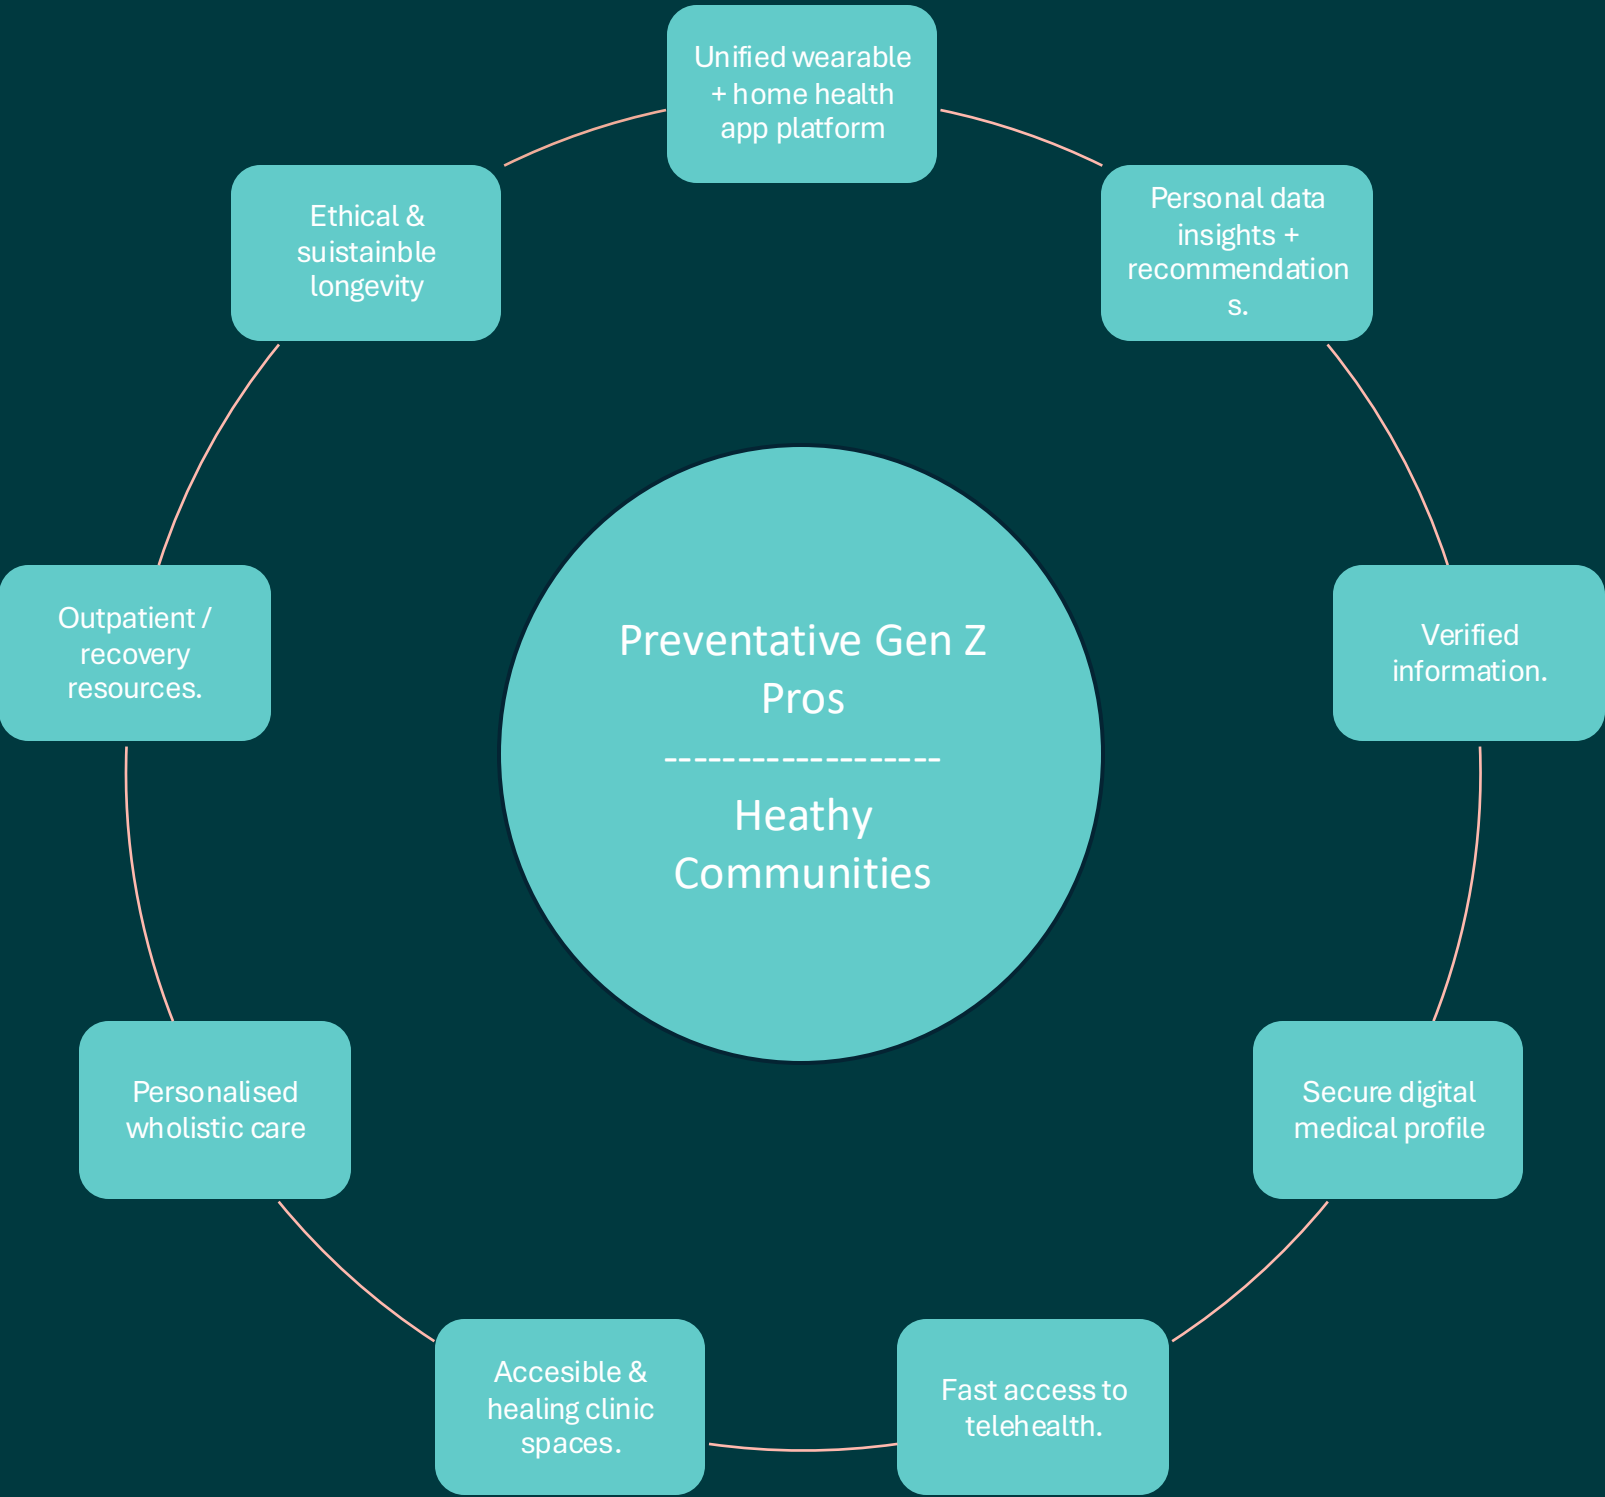 Unified wearable
+ home health
app platform
Personal data
insights +
recommendation
s.
Verified
information.
Secure digital
medical profile
Fast access to
telehealth.
Accesible &
healing clinic
spaces.
Personalised
wholistic care
Outpatient /
recovery
resources.
Ethical &
suistainble
longevity
Preventative Gen Z
Pros
-------------------
Heathy
Communities